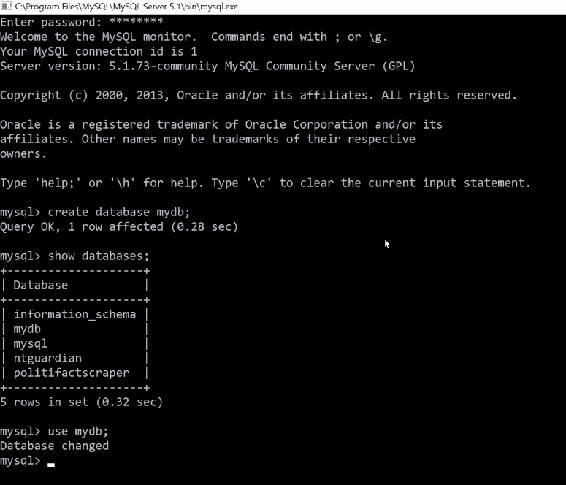 C:\Program Files\MySQL\MySQL Server 5.1\bin\mysql.exe
Enter password: ********
Welcome to the MySQL monitor.  Commands end with ; or \g.
Your MySQL connection id is 1
Server version: 5.1.73-community MySQL Community Server (GPL)
Copyright (c) 2000, 2013, Oracle and/or its affiliates. All rights reserved.
Oracle is a registered trademark of Oracle Corporation and/or its
affiliates. Other names may be trademarks of their respective
owners.
Type 'help;' or '\h' for help. Type '\c' to clear the current input statement.
mysql> create database mydb;
Query OK, 1 row affected (0.28 sec)
mysql> show databases;
+--------------------+
| Database           |
+--------------------+
| information_schema |
| mydb               |
| mysql              |
| ntguardian         |
| politifactscraper  |
+--------------------+
5 rows in set (0.32 sec)
mysql> use mydb;
Database changed
mysql> _